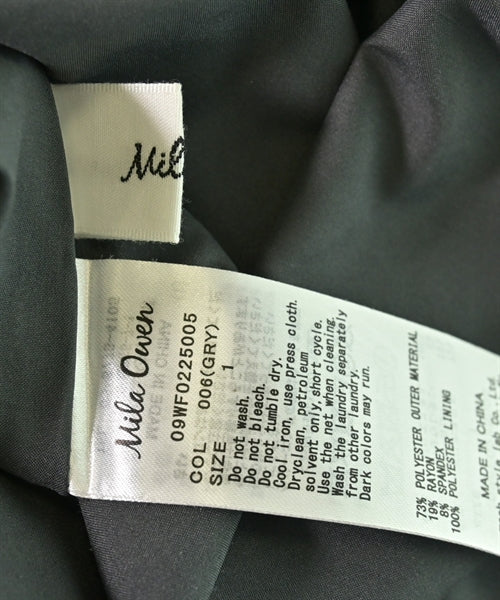 Mil
Mila Owen
09WF0225005
COL 006(GRY)
SIZE 1
Do not wash.
Do not bleach.
Do not tumble dry.
Cool iron, use press cloth.
Dryclean, petroleum
solvent only, short cycle.
Use the net when cleaning.
Wash the laundry separately
from other laundry.
Dark colors may run.
73% POLYESTER OUTER MATERIAL
19% RAYON
8% SPANDEX
100% POLYESTER LINING
MADE IN CHINA